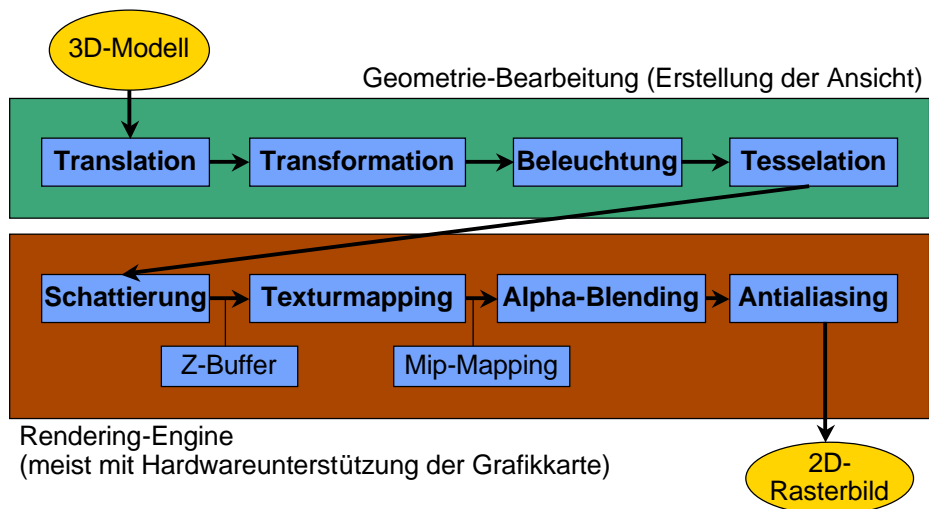 3D-Modell
Geometrie-Bearbeitung (Erstellung der Ansicht)
Translation
Transformation
Beleuchtung
Tesselation
Schattierung
Texturmapping
Alpha-Blending
Antialiasing
Z-Buffer
Mip-Mapping
Rendering-Engine
(meist mit Hardwareunterstützung der Grafikkarte)
2D-
Rasterbild